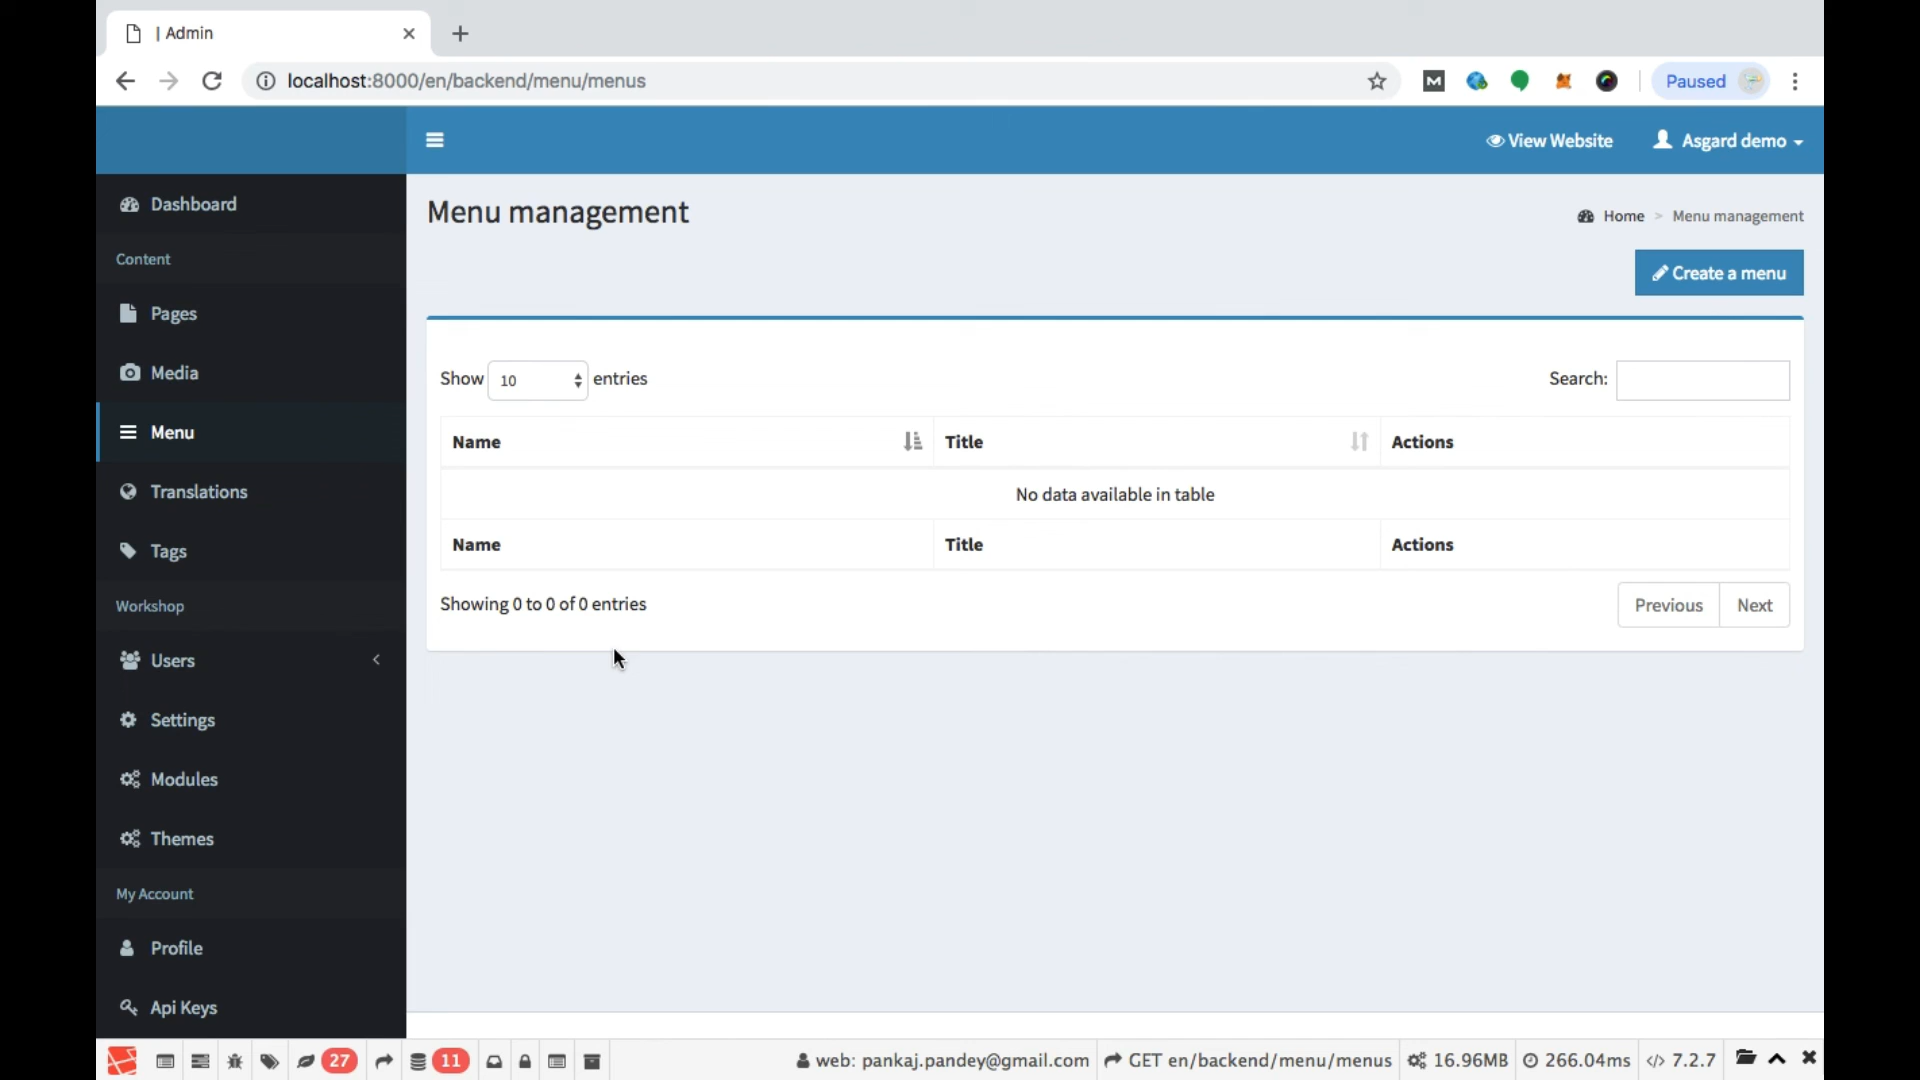 | Admin
localhost:8000/en/backend/menu/menus
Paused
View Website
Asgard demo
Dashboard
Content
Pages
Media
Menu
Translations
Tags
Workshop
Users
Settings
Modules
Themes
My Account
Profile
Api Keys
Menu management
Home > Menu management
Create a menu
Show 10 entries
Search:
Name Title Actions
No data available in table
Name Title Actions
Showing 0 to 0 of 0 entries
Previous Next
27 11 web: pankaj.pandey@gmail.com GET en/backend/menu/menus 16.96MB 266.04ms 7.2.7